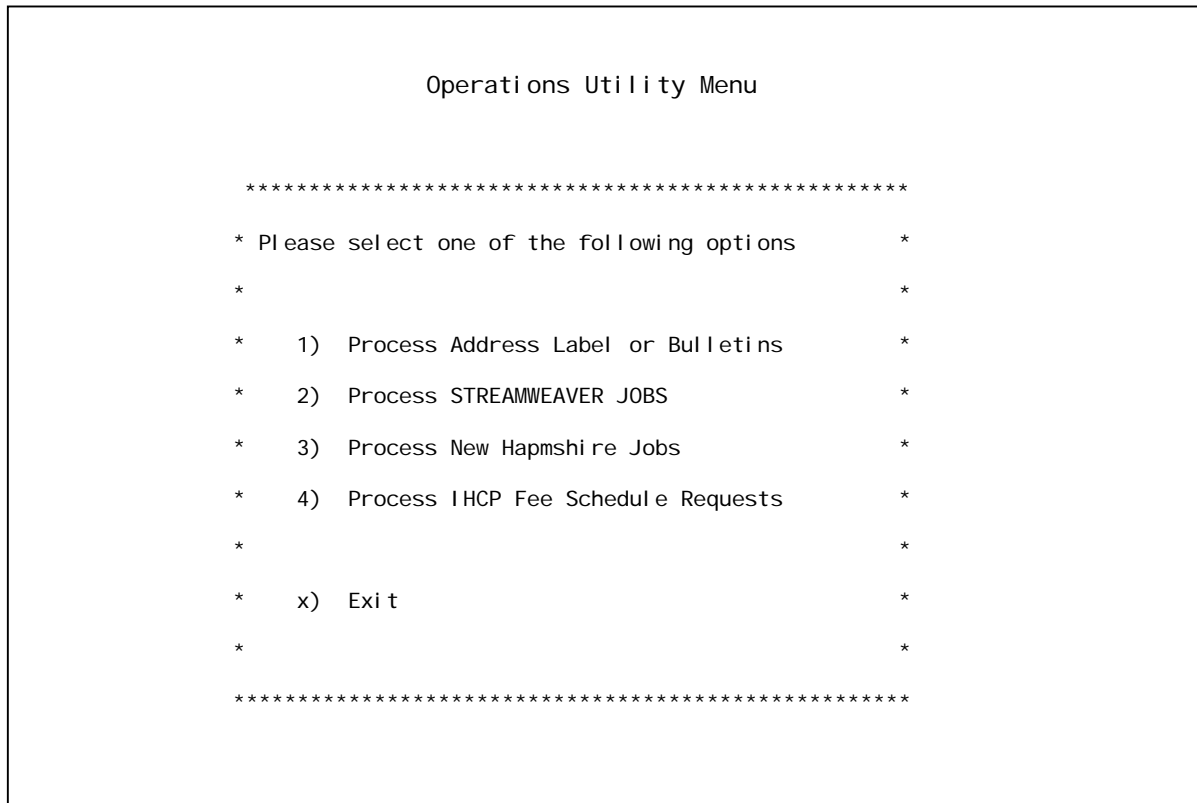 Operations Utility Menu
****************************************************
* Please select one of the following options *
* *
* 1) Process Address Label or Bulletins *
* 2) Process STREAMWEAVER JOBS *
* 3) Process New Hapmshire Jobs *
* 4) Process IHCP Fee Schedule Requests *
* *
* x) Exit *
* *
*****************************************************